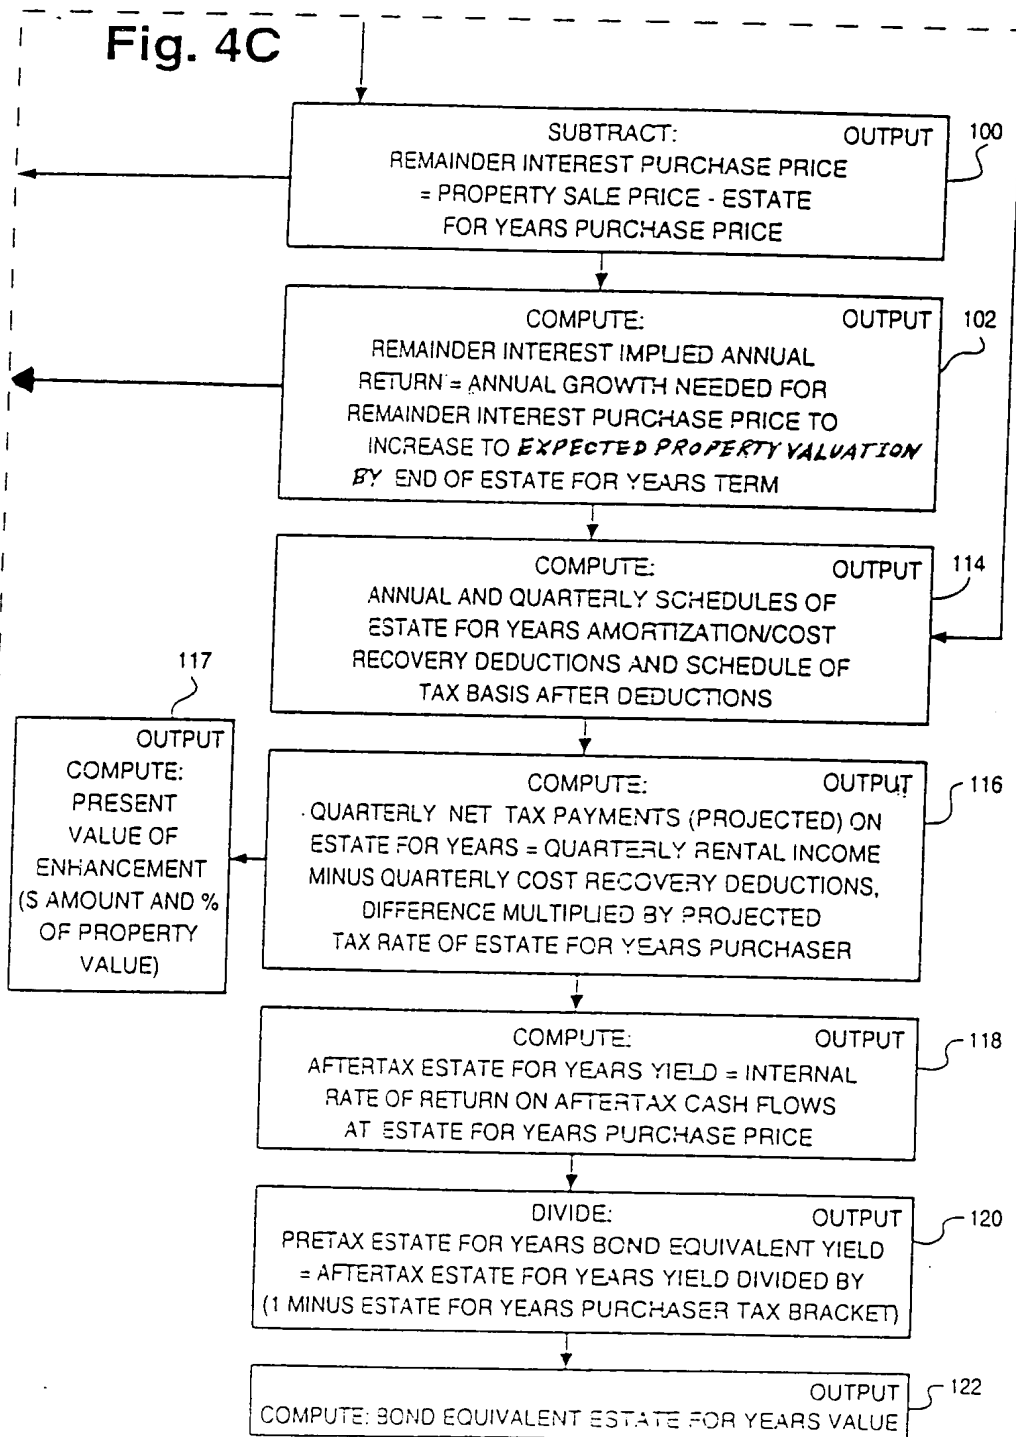 Fig. 4C
SUBTRACT: OUTPUT 100
REMAINDER INTEREST PURCHASE PRICE
= PROPERTY SALE PRICE - ESTATE
FOR YEARS PURCHASE PRICE
COMPUTE: OUTPUT 102
REMAINDER INTEREST IMPLIED ANNUAL
RETURN = ANNUAL GROWTH NEEDED FOR
REMAINDER INTEREST PURCHASE PRICE TO
INCREASE TO EXPECTED PROPERTY VALUATION
BY END OF ESTATE FOR YEARS TERM
COMPUTE: OUTPUT 114
ANNUAL AND QUARTERLY SCHEDULES OF
ESTATE FOR YEARS AMORTIZATION/COST
RECOVERY DEDUCTIONS AND SCHEDULE OF
TAX BASIS AFTER DEDUCTIONS
117
OUTPUT
COMPUTE:
PRESENT
VALUE OF
ENHANCEMENT
(S AMOUNT AND %
OF PROPERTY
VALUE)
COMPUTE: OUTPUT 116
QUARTERLY NET TAX PAYMENTS (PROJECTED) ON
ESTATE FOR YEARS = QUARTERLY RENTAL INCOME
MINUS QUARTERLY COST RECOVERY DEDUCTIONS,
DIFFERENCE MULTIPLIED BY PROJECTED
TAX RATE OF ESTATE FOR YEARS PURCHASER
COMPUTE: OUTPUT 118
AFTERTAX ESTATE FOR YEARS YIELD = INTERNAL
RATE OF RETURN ON AFTERTAX CASH FLOWS
AT ESTATE FOR YEARS PURCHASE PRICE
DIVIDE: OUTPUT 120
PRETAX ESTATE FOR YEARS BOND EQUIVALENT YIELD
= AFTERTAX ESTATE FOR YEARS YIELD DIVIDED BY
(1 MINUS ESTATE FOR YEARS PURCHASER TAX BRACKET)
OUTPUT 122
COMPUTE: BOND EQUIVALENT ESTATE FOR YEARS VALUE